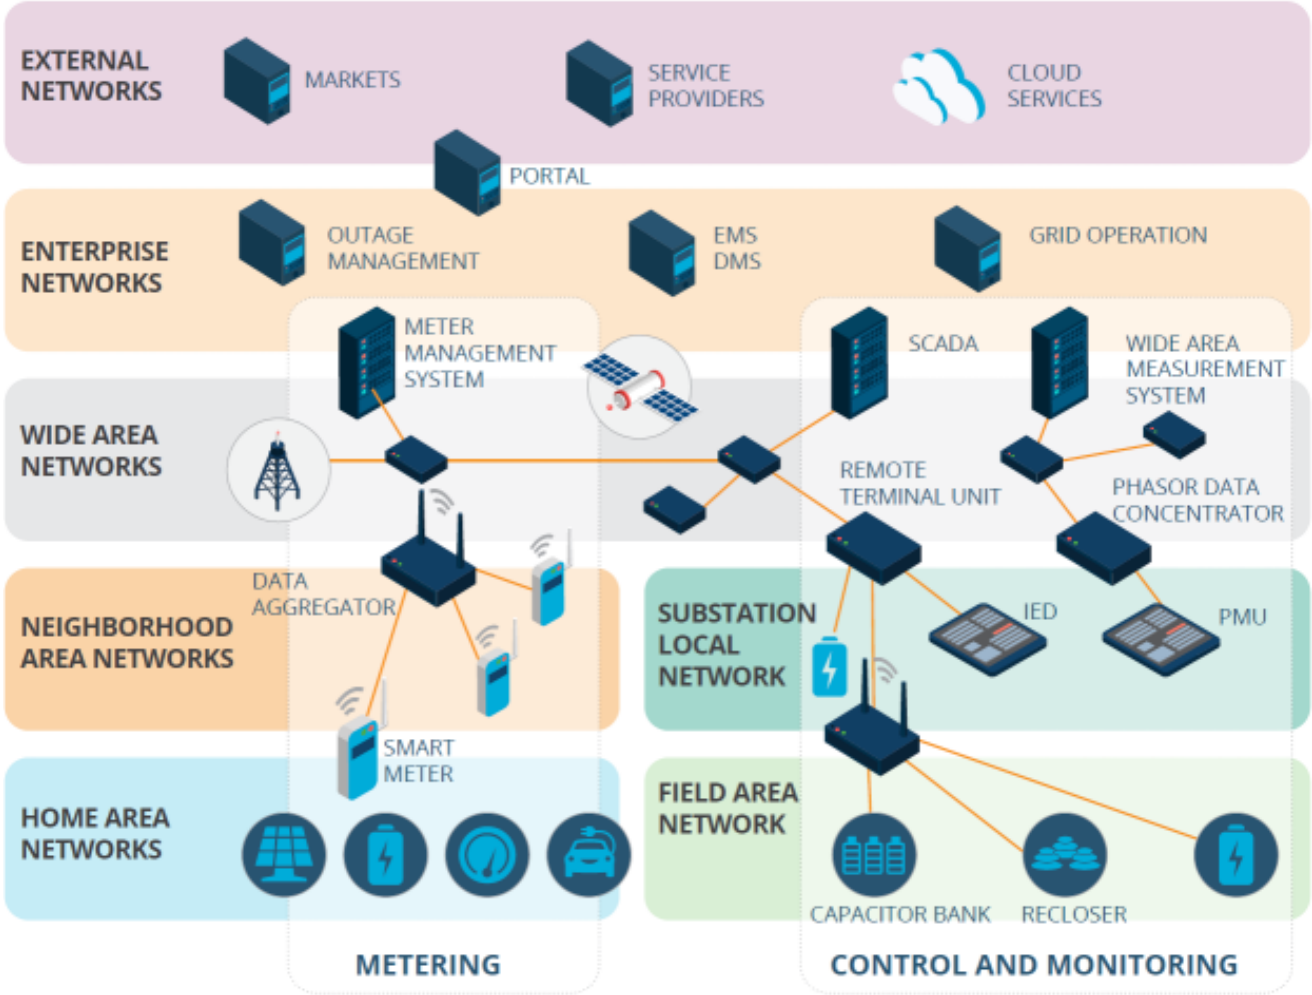 EXTERNAL
NETWORKS
MARKETS
SERVICE
PROVIDERS
CLOUD
SERVICES
PORTAL
ENTERPRISE
NETWORKS
OUTAGE
MANAGEMENT
EMS
DMS
GRID OPERATION
METER
MANAGEMENT
SYSTEM
SCADA
WIDE AREA
MEASUREMENT
SYSTEM
WIDE AREA
NETWORKS
REMOTE
TERMINAL UNIT
PHASOR DATA
CONCENTRATOR
DATA
AGGREGATOR
NEIGHBORHOOD
AREA NETWORKS
SUBSTATION
LOCAL
NETWORK
IED
PMU
SMART
METER
HOME AREA
NETWORKS
FIELD AREA
NETWORK
CAPACITOR BANK
RECLOSER
METERING
CONTROL AND MONITORING